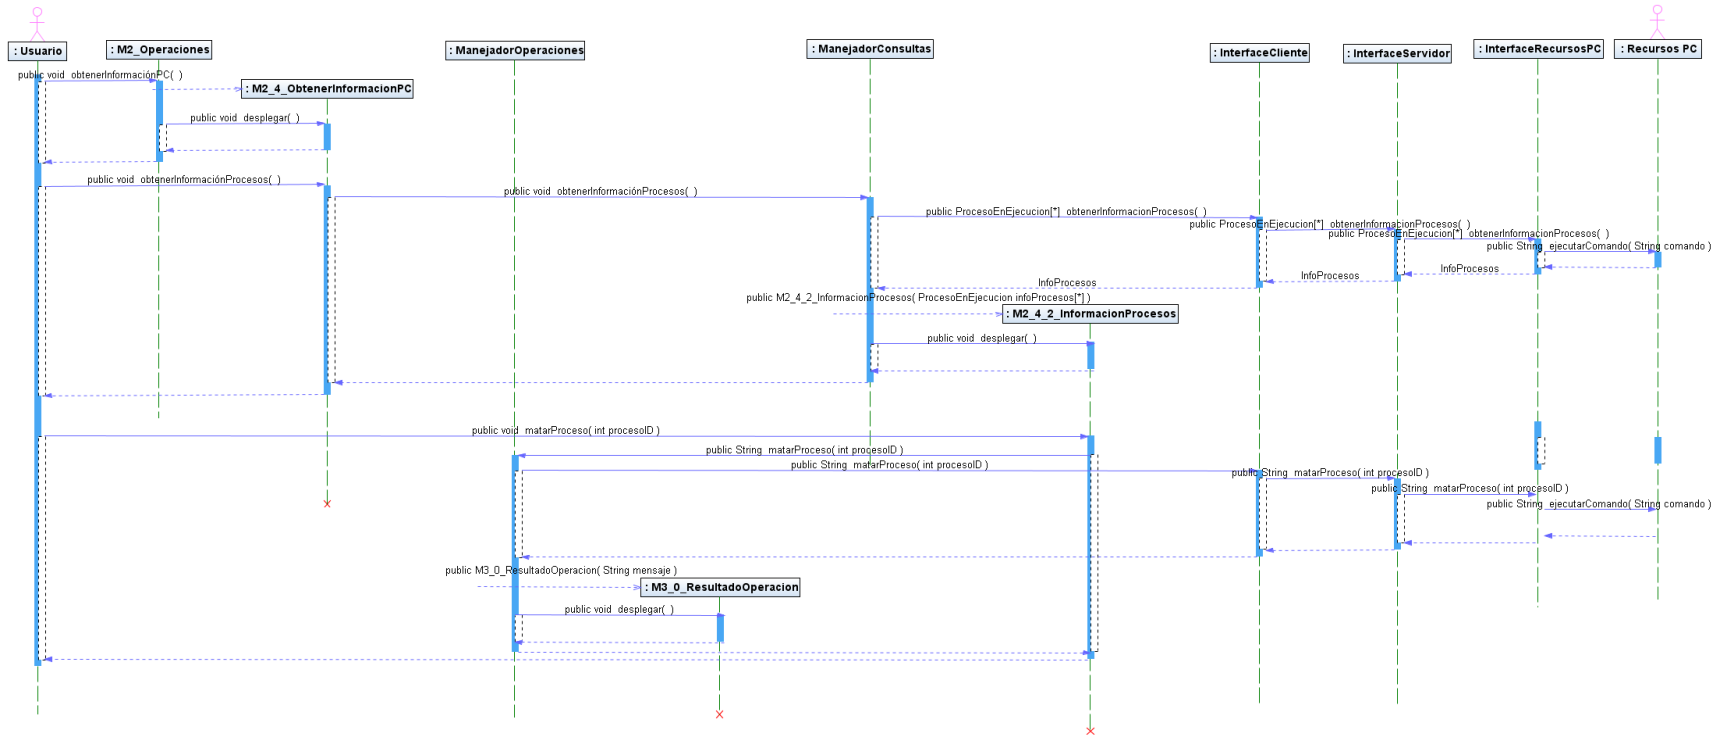 : Usuario
: M2_Operaciones
: ManejadorOperaciones
: ManejadorConsultas
: InterfaceCliente
: InterfaceServidor
: InterfaceRecursosPC
: Recursos PC
public void obtenerInformaciónPC( )
: M2_4_ObtenerInformacionPC
public void desplegar( )
public void obtenerInformaciónProcesos( )
public void obtenerInformaciónProcesos( )
public ProcesoEnEjecucion[*] obtenerInformacionProcesos( )
public ProcesoEnEjecucion[*] obtenerInformacionProcesos( )
public ProcesoEnEjecucion[*] obtenerInformacionProcesos( )
public String ejecutarComando( String comando )
InfoProcesos
InfoProcesos
InfoProcesos
public M2_4_2_InformacionProcesos( ProcesoEnEjecucion infoProcesos[*] )
: M2_4_2_InformacionProcesos
public void desplegar( )
public void matarProceso( int procesoID )
public String matarProceso( int procesoID )
public String matarProceso( int procesoID )
public String matarProceso( int procesoID )
public String matarProceso( int procesoID )
public String ejecutarComando( String comando )
public M3_0_ResultadoOperacion( String mensaje )
: M3_0_ResultadoOperacion
public void desplegar( )